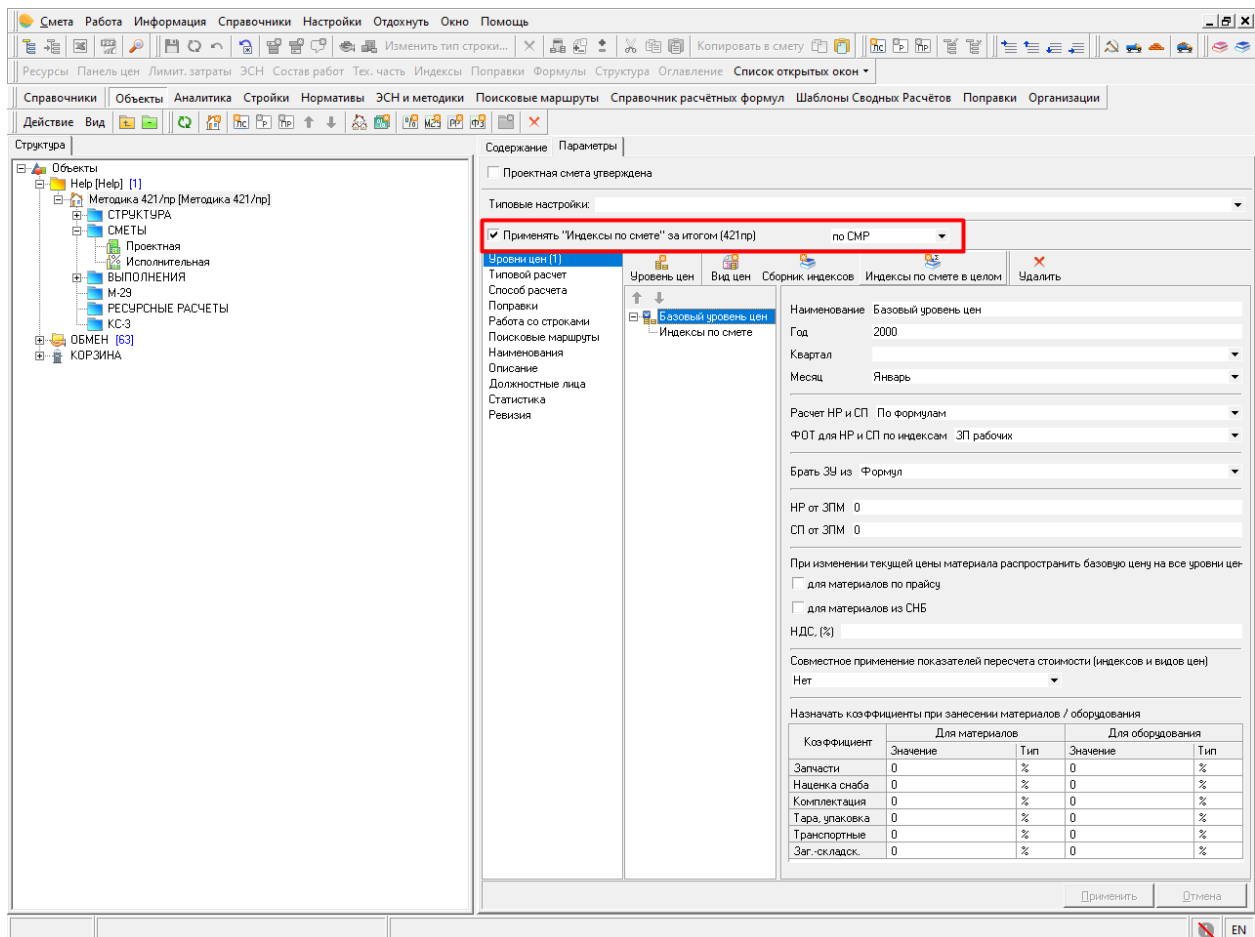 Смета Работа Информация Справочники Настройки Отдохнуть Окно Помощь
Изменить тип строки... Копировать в смету
Ресурсы Панель цен Лимит. затраты ЭСН Состав работ Тех. часть Индексы Поправки Формулы Структура Оглавление Список открытых окон
Справочники Объекты Аналитика Стройки Нормативы ЭСН и методики Поисковые маршруты Справочник расчётных формул Шаблоны Сводных Расчётов Поправки Организации
Действие Вид
Структура
Содержание Параметры
Объекты
Help [Help] [1]
Методика 421/пр [Методика 421/пр]
СТРУКТУРА
СМЕТЫ
Проектная
Исполнительная
ВЫПОЛНЕНИЯ
М-29
РЕСУРСНЫЕ РАСЧЕТЫ
КС-3
ОБМЕН [63]
КОРЗИНА
Проектная смета утверждена
Типовые настройки:
Применять "Индексы по смете" за итогом (421пр) по СМР
Уровни цен (1)
Типовой расчет
Способ расчета
Поправки
Работа со строками
Поисковые маршруты
Наименования
Описание
Должностные лица
Статистика
Ревизия
Уровень цен Вид цен Сборник индексов Индексы по смете в целом Удалить
Базовый уровень цен
Индексы по смете
Наименование Базовый уровень цен
Год 2000
Квартал
Месяц Январь
Расчет НР и СП По формулам
ФОТ для НР и СП по индексам ЗП рабочих
Брать ЗУ из Формул
НР от ЗПМ 0
СП от ЗПМ 0
При изменении текущей цены материала распространить базовую цену на все уровни цен
для материалов по прайсу
для материалов из СНБ
НДС, (%)
Совместное применение показателей пересчета стоимости (индексов и видов цен)
Нет
Назначать коэффициенты при занесении материалов / оборудования
Коэффициент Для материалов Для оборудования
Значение Тип Значение Тип
Запчасти 0 % 0 %
Наценка снаба 0 % 0 %
Комплектация 0 % 0 %
Тара, упаковка 0 % 0 %
Транспортные 0 % 0 %
Заг.-складск. 0 % 0 %
Применить Отмена
EN